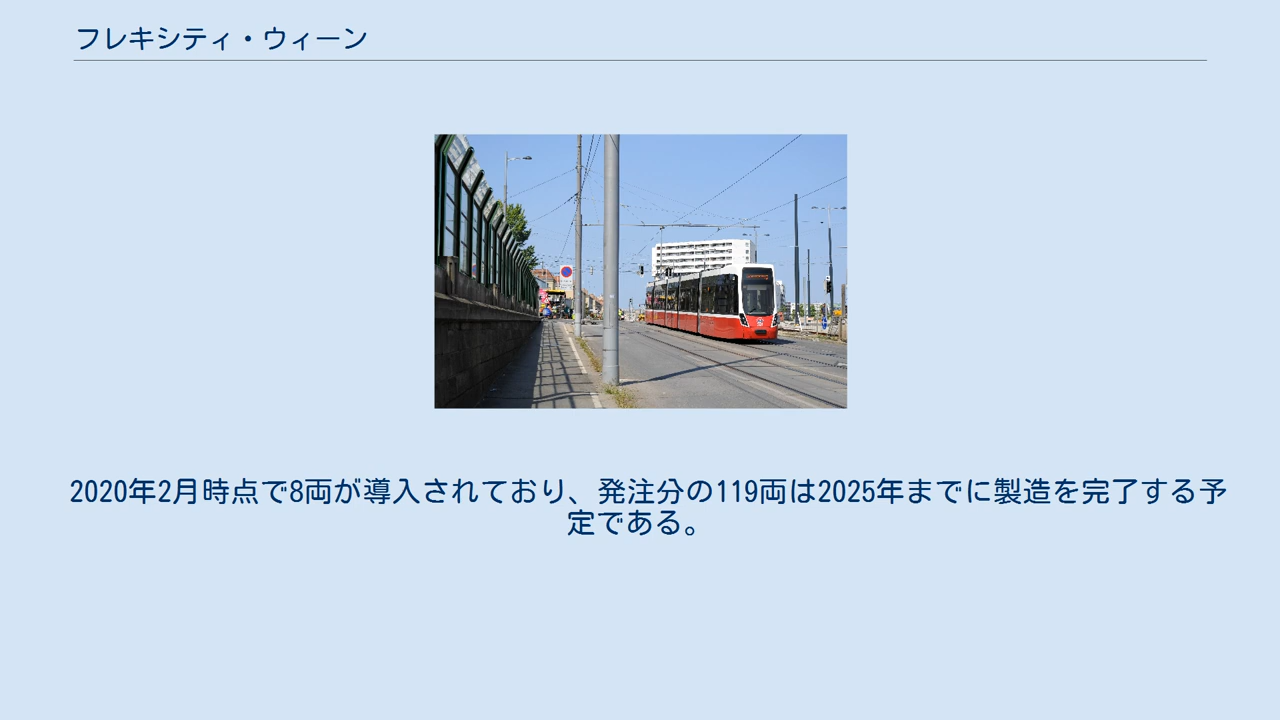 フレキシティ・ウィーン
2020年2月時点で8両が導入されており、発注分の119両は2025年までに製造を完了する予
定である。